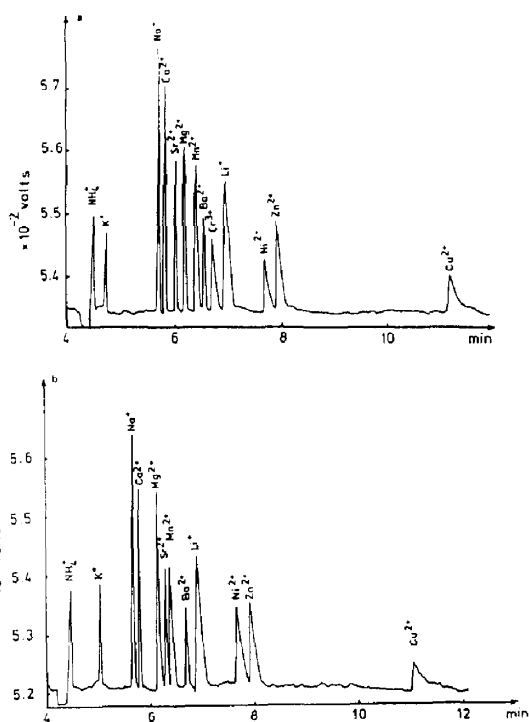 a
Na⁺
Ca²⁺
Sr²⁺
Mg²⁺
Mn²⁺
Ba²⁺
Cr³⁺
Li⁺
NH₄⁺
K⁺
Ni²⁺
Zn²⁺
Cu²⁺
× 10⁻² volts
5.7
5.6
5.5
5.4
4 6 8 10 min
b
Na⁺
Ca²⁺
Mg²⁺
Sr²⁺
Mn²⁺
Ba²⁺
Li⁺
NH₄⁺
K⁺
Ni²⁺
Zn²⁺
Cu²⁺
5.6
5.5
5.4
5.3
5.2
4 6 8 10 12 min